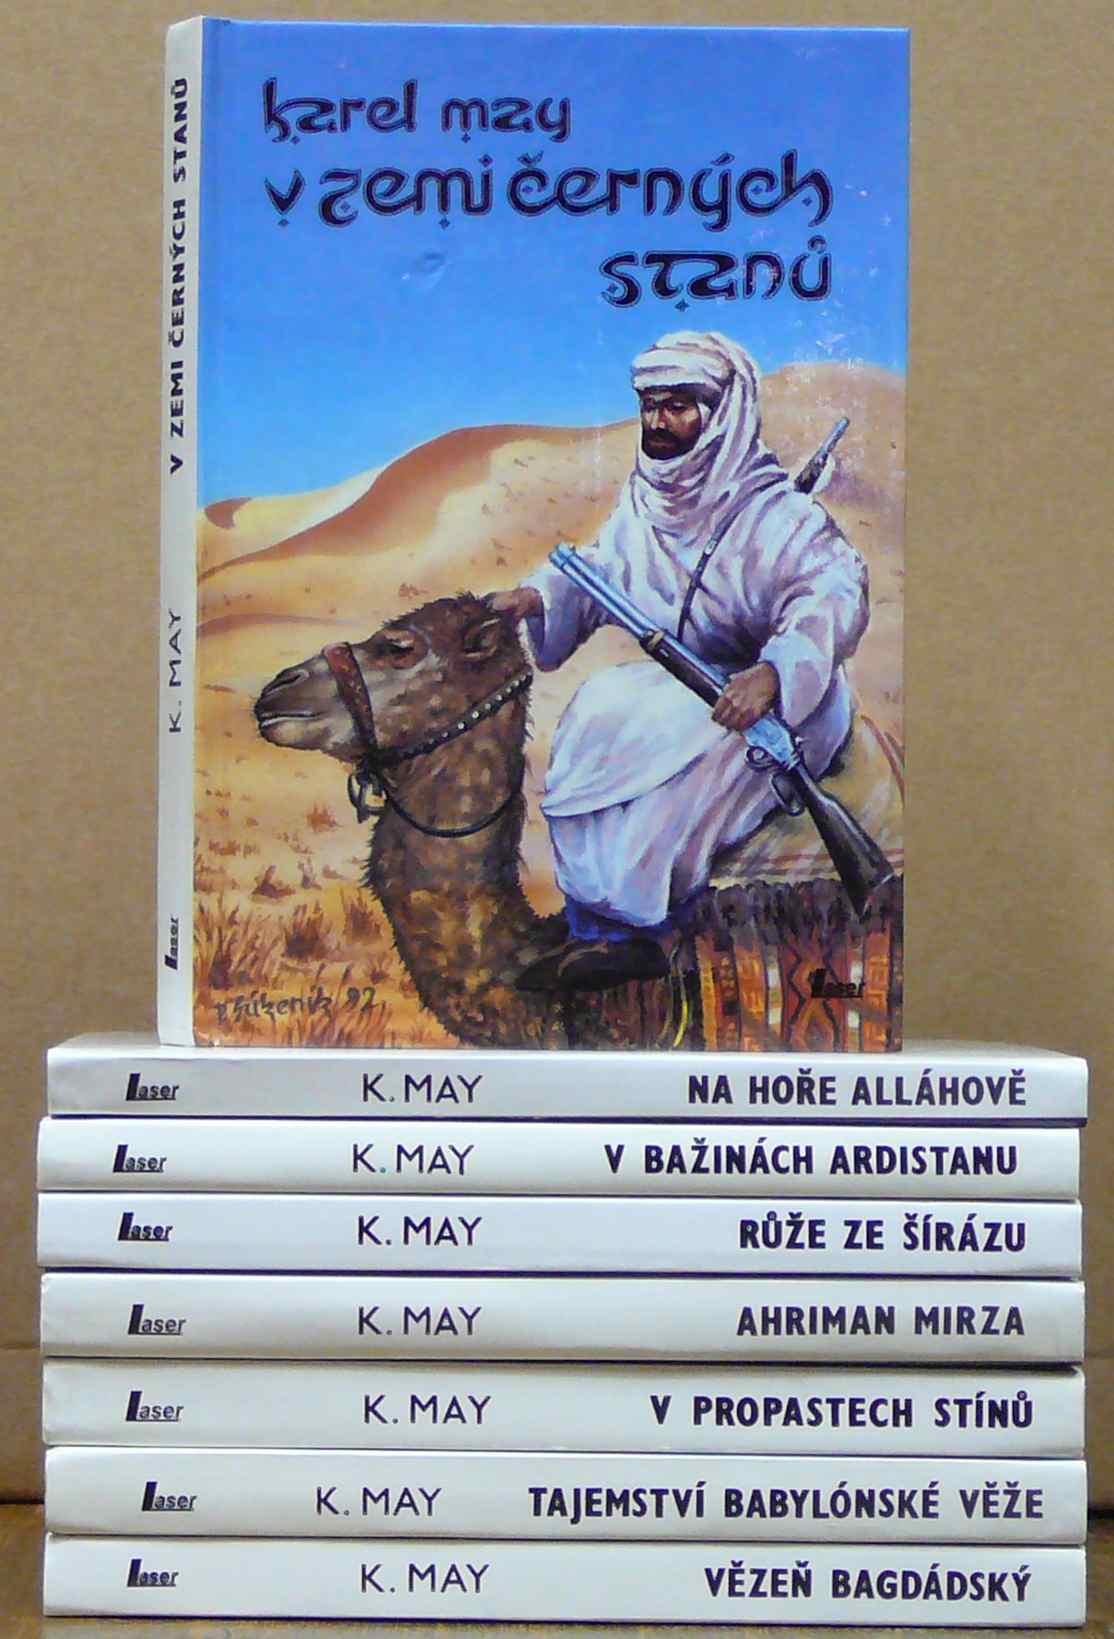 karel may
v zemi černých
stanů
V ZEMI ČERNÝCH STANŮ
K. MAY
Laser
Laser
Laser K. MAY NA HOŘE ALLÁHOVĚ
Laser K. MAY V BAŽINÁCH ARDISTANU
Laser K. MAY RŮŽE ZE ŠÍRÁZU
Laser K. MAY AHRIMAN MIRZA
Laser K. MAY V PROPASTECH STÍNŮ
Laser K. MAY TAJEMSTVÍ BABYLÓNSKÉ VĚŽE
Laser K. MAY VĚZEŇ BAGDÁDSKÝ